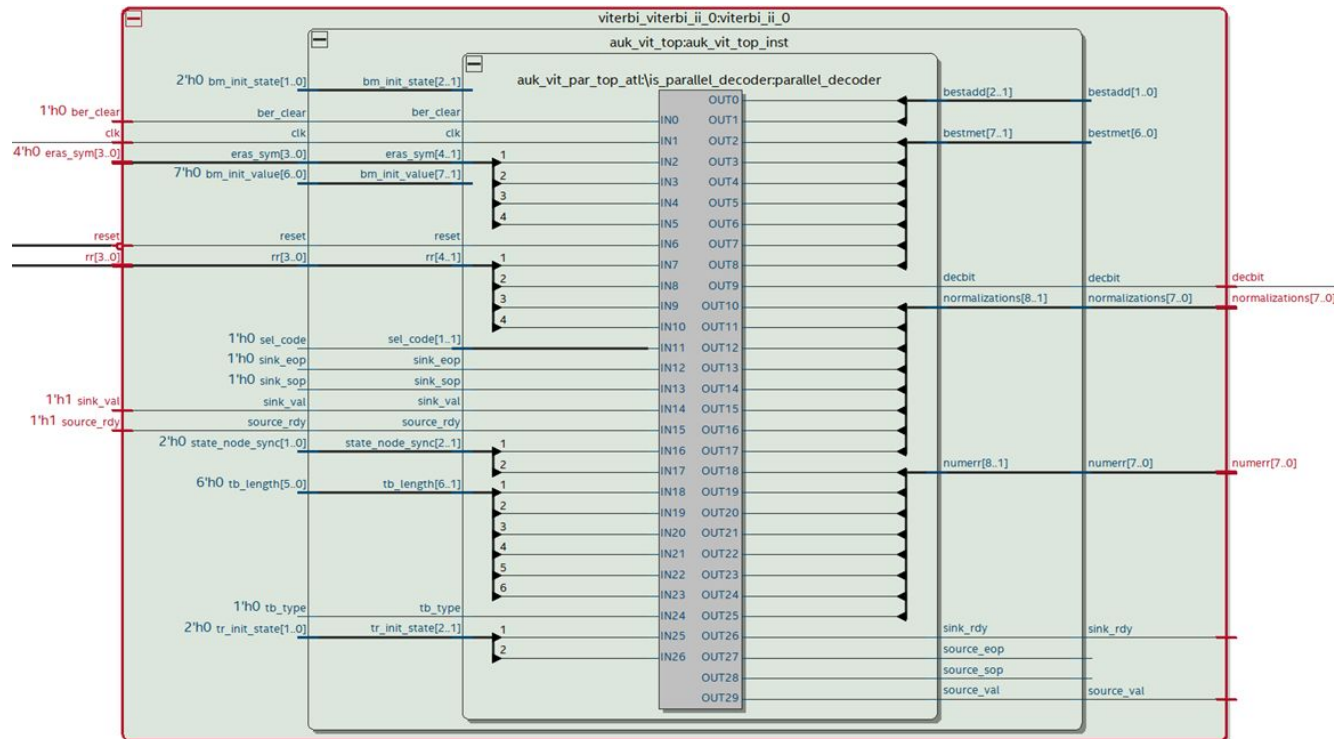 viterbi_viterbi_ii_0:viterbi_ii_0
auk_vit_top:auk_vit_top_inst
auk_vit_par_top_atl:\is_parallel_decoder:parallel_decoder
2'h0 bm_init_state[1..0] bm_init_state[2..1] OUT0 bestadd[2..1] bestadd[1..0]
1'h0 ber_clear ber_clear ber_clear IN0 OUT1
clk clk clk IN1 OUT2 bestmet[7..1] bestmet[6..0]
4'h0 eras_sym[3..0] eras_sym[3..0] eras_sym[4..1] 1 IN2 OUT3
7'h0 bm_init_value[6..0] bm_init_value[7..1] 2 IN3 OUT4
3 IN4 OUT5
4 IN5 OUT6
reset reset reset IN6 OUT7
rr[3..0] rr[3..0] rr[4..1] 1 IN7 OUT8
2 IN8 OUT9 decbit decbit decbit
3 IN9 OUT10 normalizations[8..1] normalizations[7..0] normalizations[7..0]
4 IN10 OUT11
1'h0 sel_code sel_code[1..1] IN11 OUT12
1'h0 sink_eop sink_eop IN12 OUT13
1'h0 sink_sop sink_sop IN13 OUT14
1'h1 sink_val sink_val sink_val IN14 OUT15
1'h1 source_rdy source_rdy source_rdy IN15 OUT16
2'h0 state_node_sync[1..0] state_node_sync[2..1] 1 IN16 OUT17
2 IN17 OUT18 numerr[8..1] numerr[7..0] numerr[7..0]
6'h0 tb_length[5..0] tb_length[6..1] 1 IN18 OUT19
2 IN19 OUT20
3 IN20 OUT21
4 IN21 OUT22
5 IN22 OUT23
6 IN23 OUT24
1'h0 tb_type tb_type IN24 OUT25
2'h0 tr_init_state[1..0] tr_init_state[2..1] 1 IN25 OUT26 sink_rdy sink_rdy
2 IN26 OUT27 source_eop
OUT28 source_sop
OUT29 source_val source_val